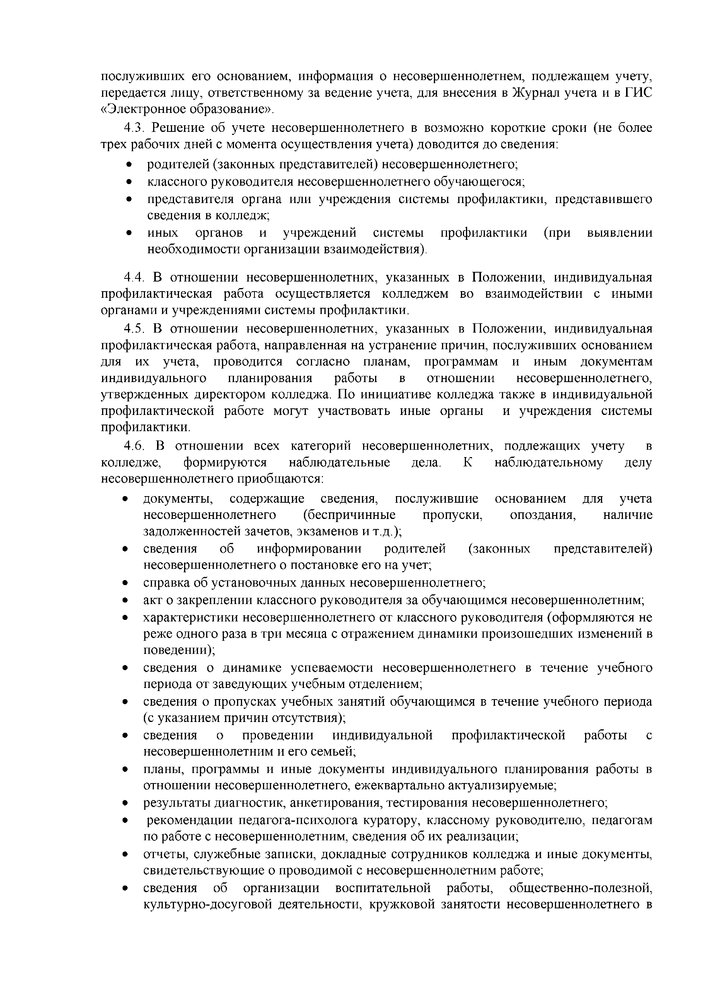 послуживших его основанием, информация о несовершеннолетнем, подлежащем учету,
передается лицу, ответственному за ведение учета, для внесения в Журнал учета и в ГИС
«Электронное образование».
4.3. Решение об учете несовершеннолетнего в возможно короткие сроки (не более
трех рабочих дней с момента осуществления учета) доводится до сведения:
• родителей (законных представителей) несовершеннолетнего;
• классного руководителя несовершеннолетнего обучающегося;
• представителя органа или учреждения системы профилактики, представившего
сведения в колледж;
• иных органов и учреждений системы профилактики (при выявлении
необходимости организации взаимодействия).
4.4. В отношении несовершеннолетних, указанных в Положении, индивидуальная
профилактическая работа осуществляется колледжем во взаимодействии с иными
органами и учреждениями системы профилактики.
4.5. В отношении несовершеннолетних, указанных в Положении, индивидуальная
профилактическая работа, направленная на устранение причин, послуживших основанием
для их учета, проводится согласно планам, программам и иным документам
индивидуального планирования работы в отношении несовершеннолетнего,
утвержденных директором колледжа. По инициативе колледжа также в индивидуальной
профилактической работе могут участвовать иные органы и учреждения системы
профилактики.
4.6. В отношении всех категорий несовершеннолетних, подлежащих учету в
колледже, формируются наблюдательные дела. К наблюдательному делу
несовершеннолетнего приобщаются:
• документы, содержащие сведения, послужившие основанием для учета
несовершеннолетнего (беспричинные пропуски, опоздания, наличие
задолженностей зачетов, экзаменов и т.д.);
• сведения об информировании родителей (законных представителей)
несовершеннолетнего о постановке его на учет;
• справка об установочных данных несовершеннолетнего;
• акт о закреплении классного руководителя за обучающимся несовершеннолетним;
• характеристики несовершеннолетнего от классного руководителя (оформляются не
реже одного раза в три месяца с отражением динамики произошедших изменений в
поведении);
• сведения о динамике успеваемости несовершеннолетнего в течение учебного
периода от заведующих учебным отделением;
• сведения о пропусках учебных занятий обучающимся в течение учебного периода
(с указанием причин отсутствия);
• сведения о проведении индивидуальной профилактической работы с
несовершеннолетним и его семьей;
• планы, программы и иные документы индивидуального планирования работы в
отношении несовершеннолетнего, ежеквартально актуализируемые;
• результаты диагностик, анкетирования, тестирования несовершеннолетнего;
• рекомендации педагога-психолога куратору, классному руководителю, педагогам
по работе с несовершеннолетним, сведения об их реализации;
• отчеты, служебные записки, докладные сотрудников колледжа и иные документы,
свидетельствующие о проводимой с несовершеннолетним работе;
• сведения об организации воспитательной работы, общественно-полезной,
культурно-досуговой деятельности, кружковой занятости несовершеннолетнего в